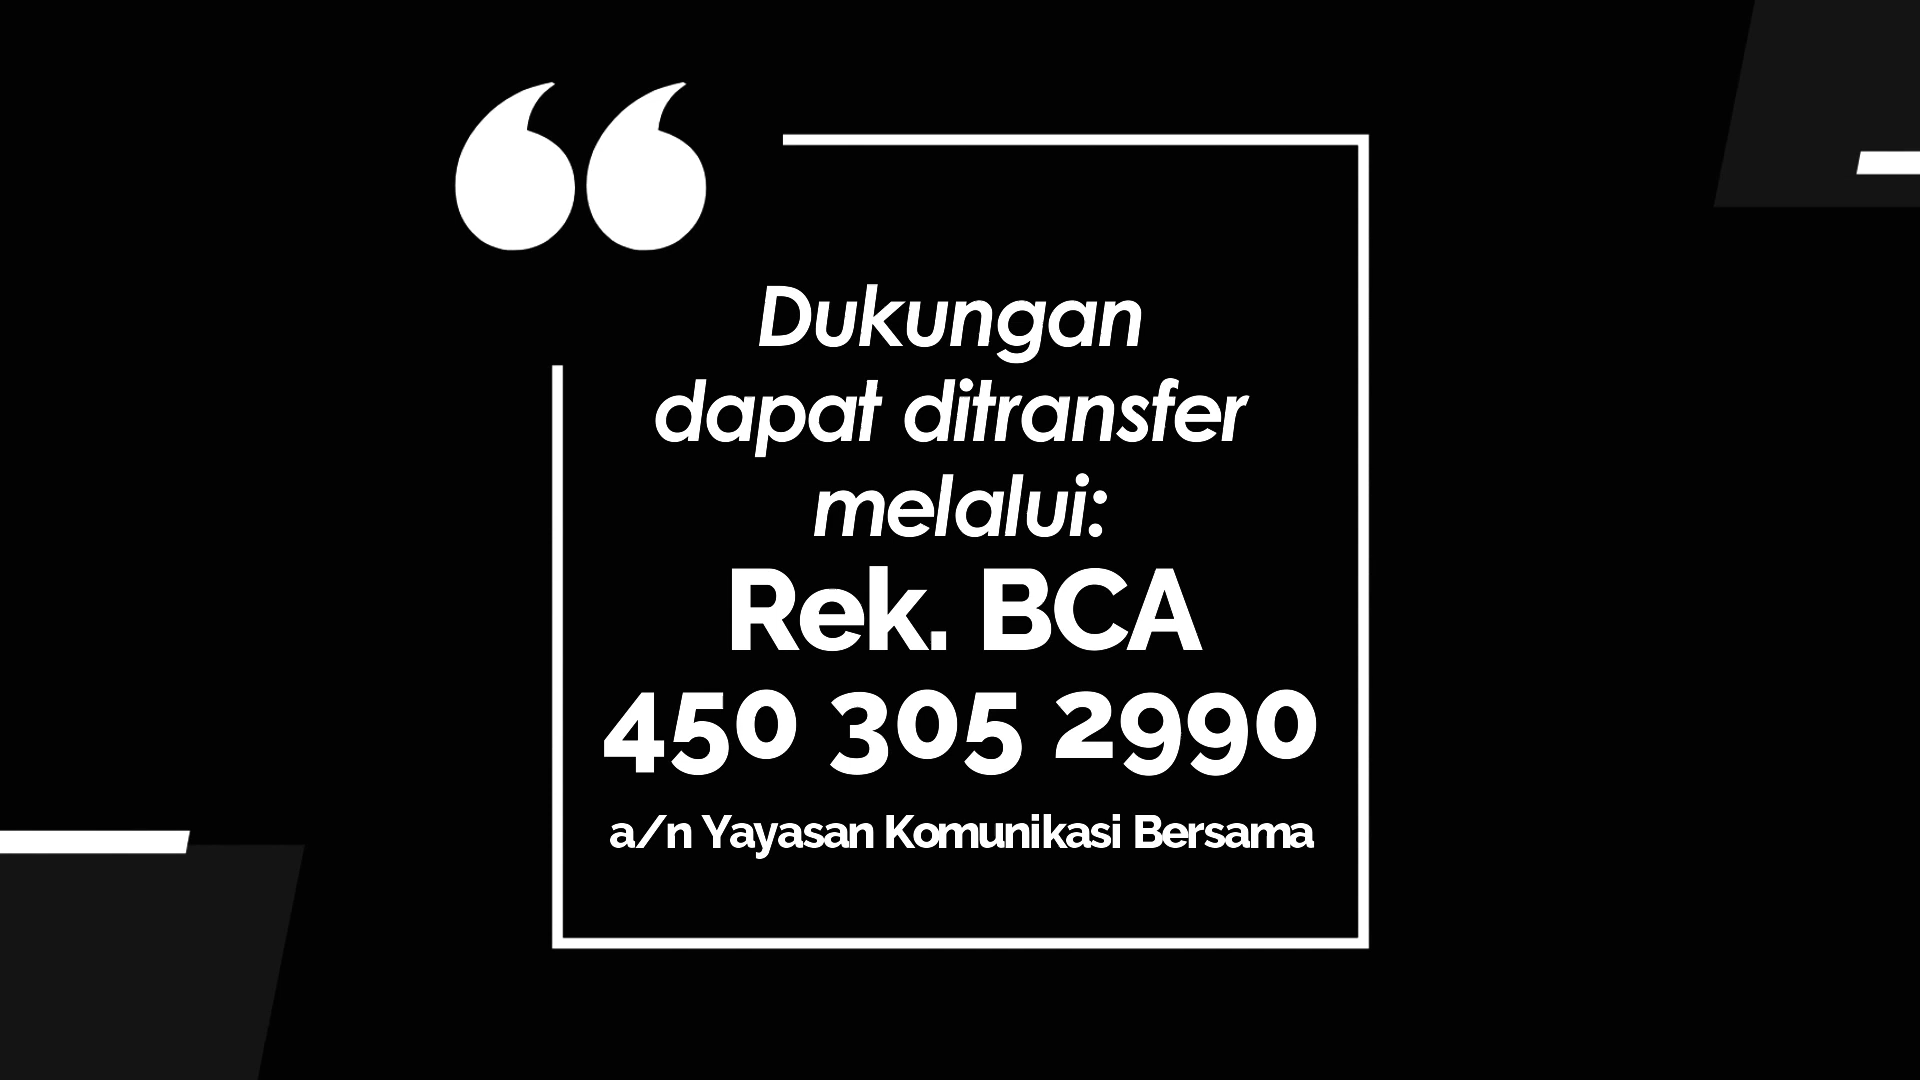 Dukungan
dapat ditransfer
melalui:
Rek. BCA
450 305 2990
a/n Yayasan Komunikasi Bersama